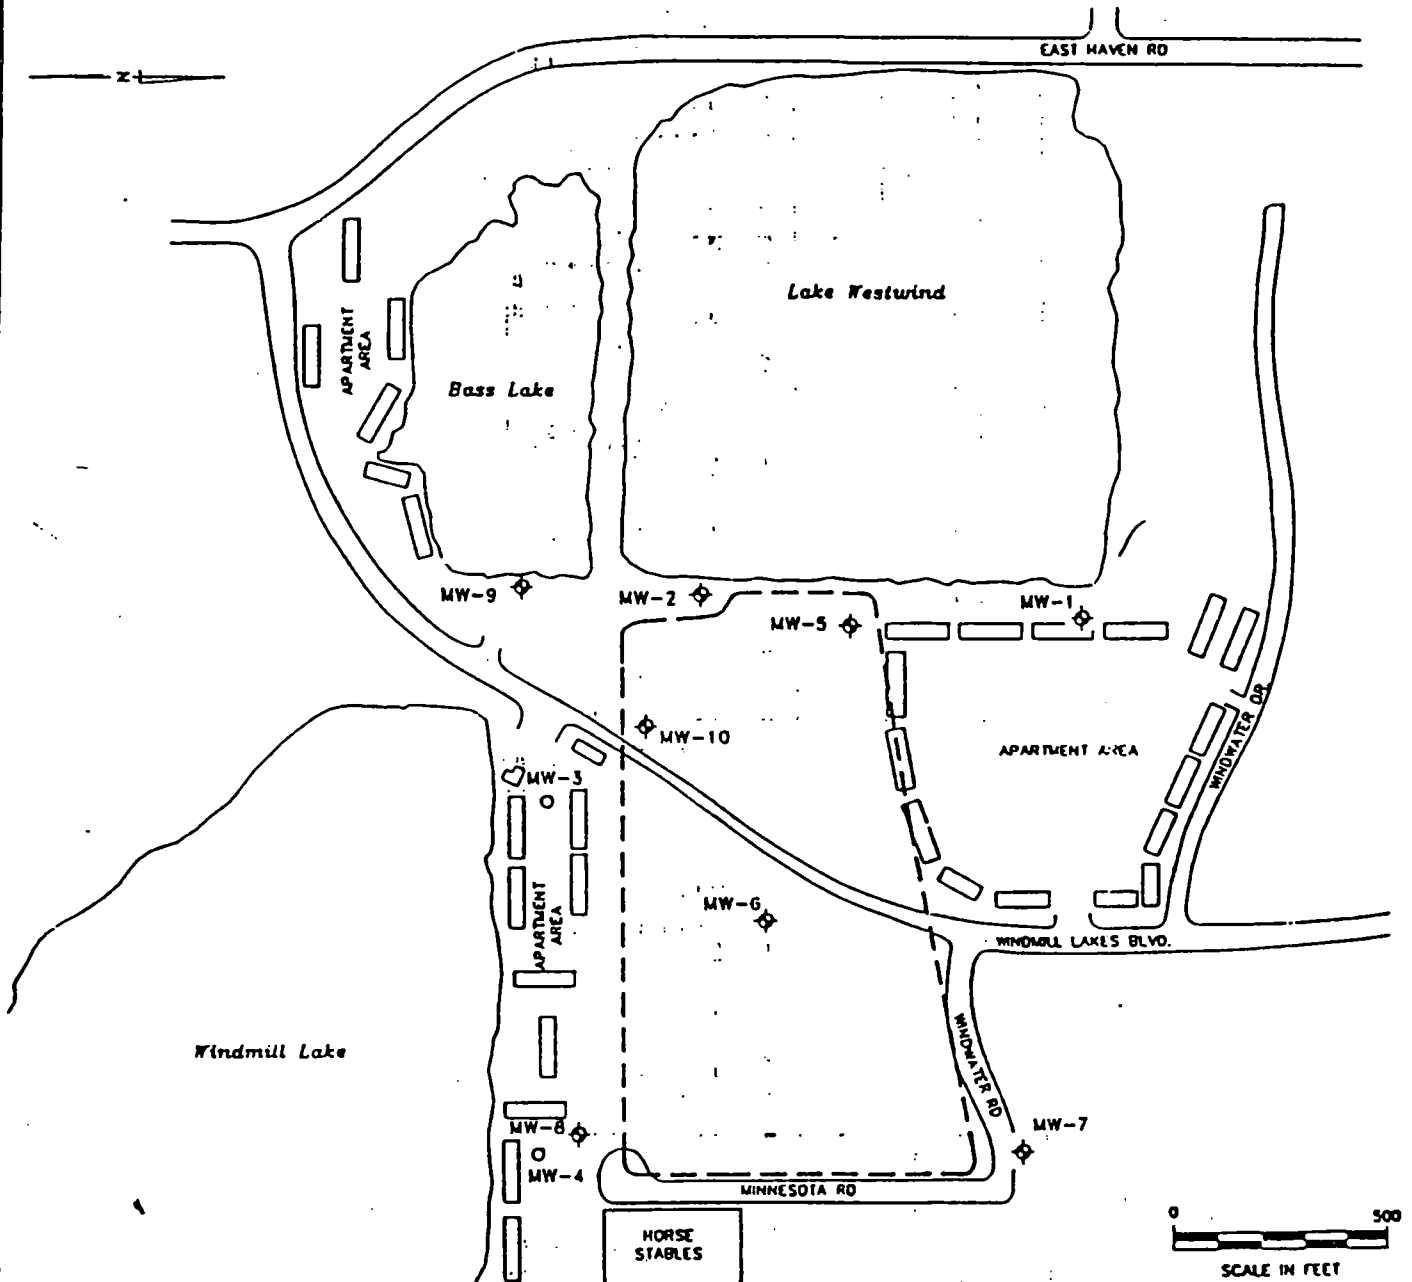 EAST HAVEN RD
N
Lake Westwind
APARTMENT
AREA
Bass Lake
MW-9
MW-2
MW-1
MW-5
MW-10
WINDWATER DR.
APARTMENT AREA
MW-3
APARTMENT
AREA
MW-6
WINDMILL LAKES BLVD.
Windmill Lake
WINDWATER RD
MW-8
MW-7
MW-4
MINNESOTA RD
HORSE
STABLES
0 500
SCALE IN FEET